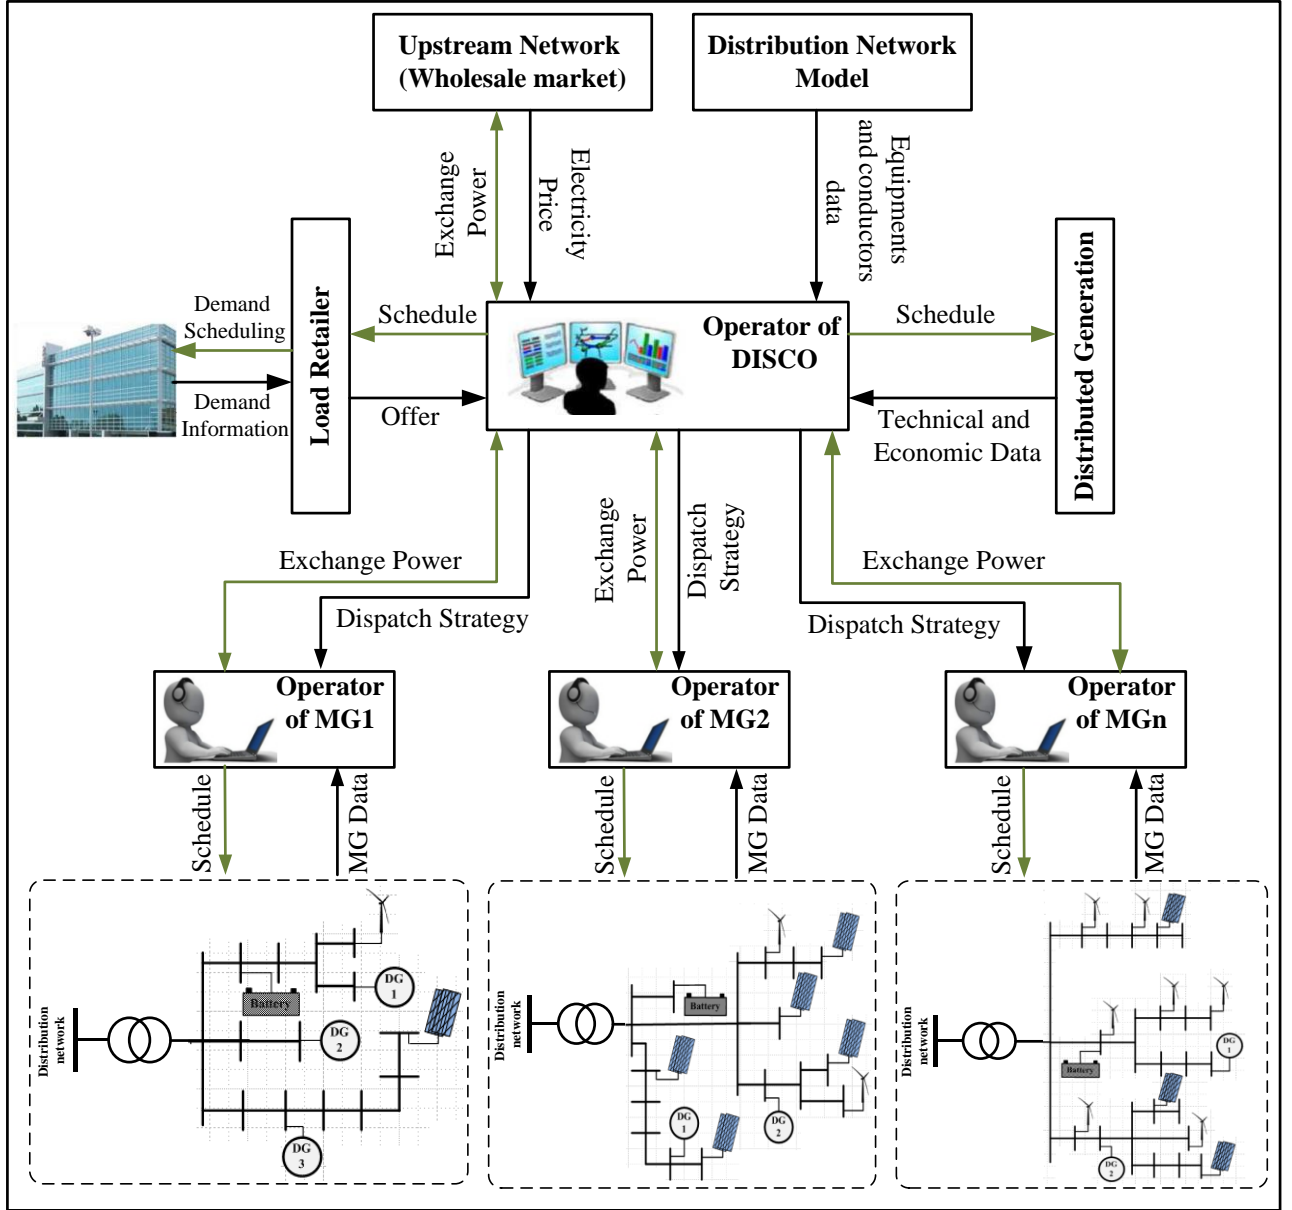 Upstream Network
(Wholesale market)
Distribution Network
Model
Exchange
Power
Electricity
Price
Equipments
and conductors
data
Demand
Scheduling
Demand
Information
Load Retailer
Schedule
Offer
Operator of
DISCO
Schedule
Technical and
Economic Data
Distributed Generation
Exchange Power
Dispatch Strategy
Exchange
Power
Dispatch
Strategy
Exchange Power
Dispatch Strategy
Operator
of MG1
Operator
of MG2
Operator
of MGn
Schedule
MG Data
Schedule
MG Data
Schedule
MG Data
Distribution
network
Battery
DG
1
DG
2
DG
3
Distribution
network
Battery
DG
1
DG
2
Distribution
network
Battery
DG
1
DG
2